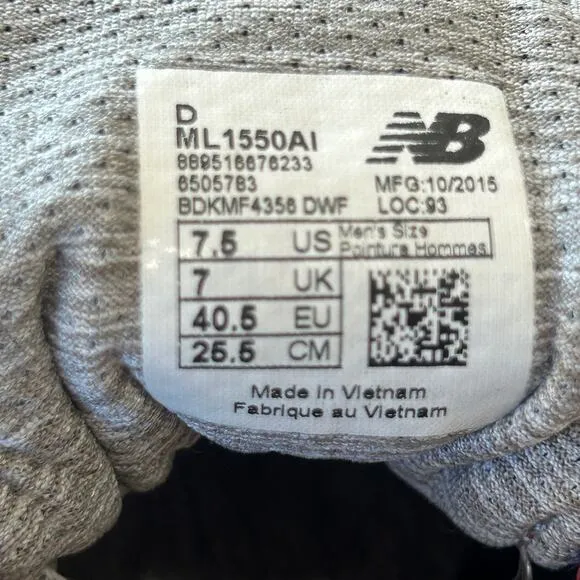 D
ML1550AI
NB
889516676233
6505783
MFG:10/2015
BDKMF4356 DWF
LOC:93
7.5 US
Men's Size
Pointure Hommes
7 UK
40.5 EU
25.5 CM
Made in Vietnam
Fabrique au Vietnam